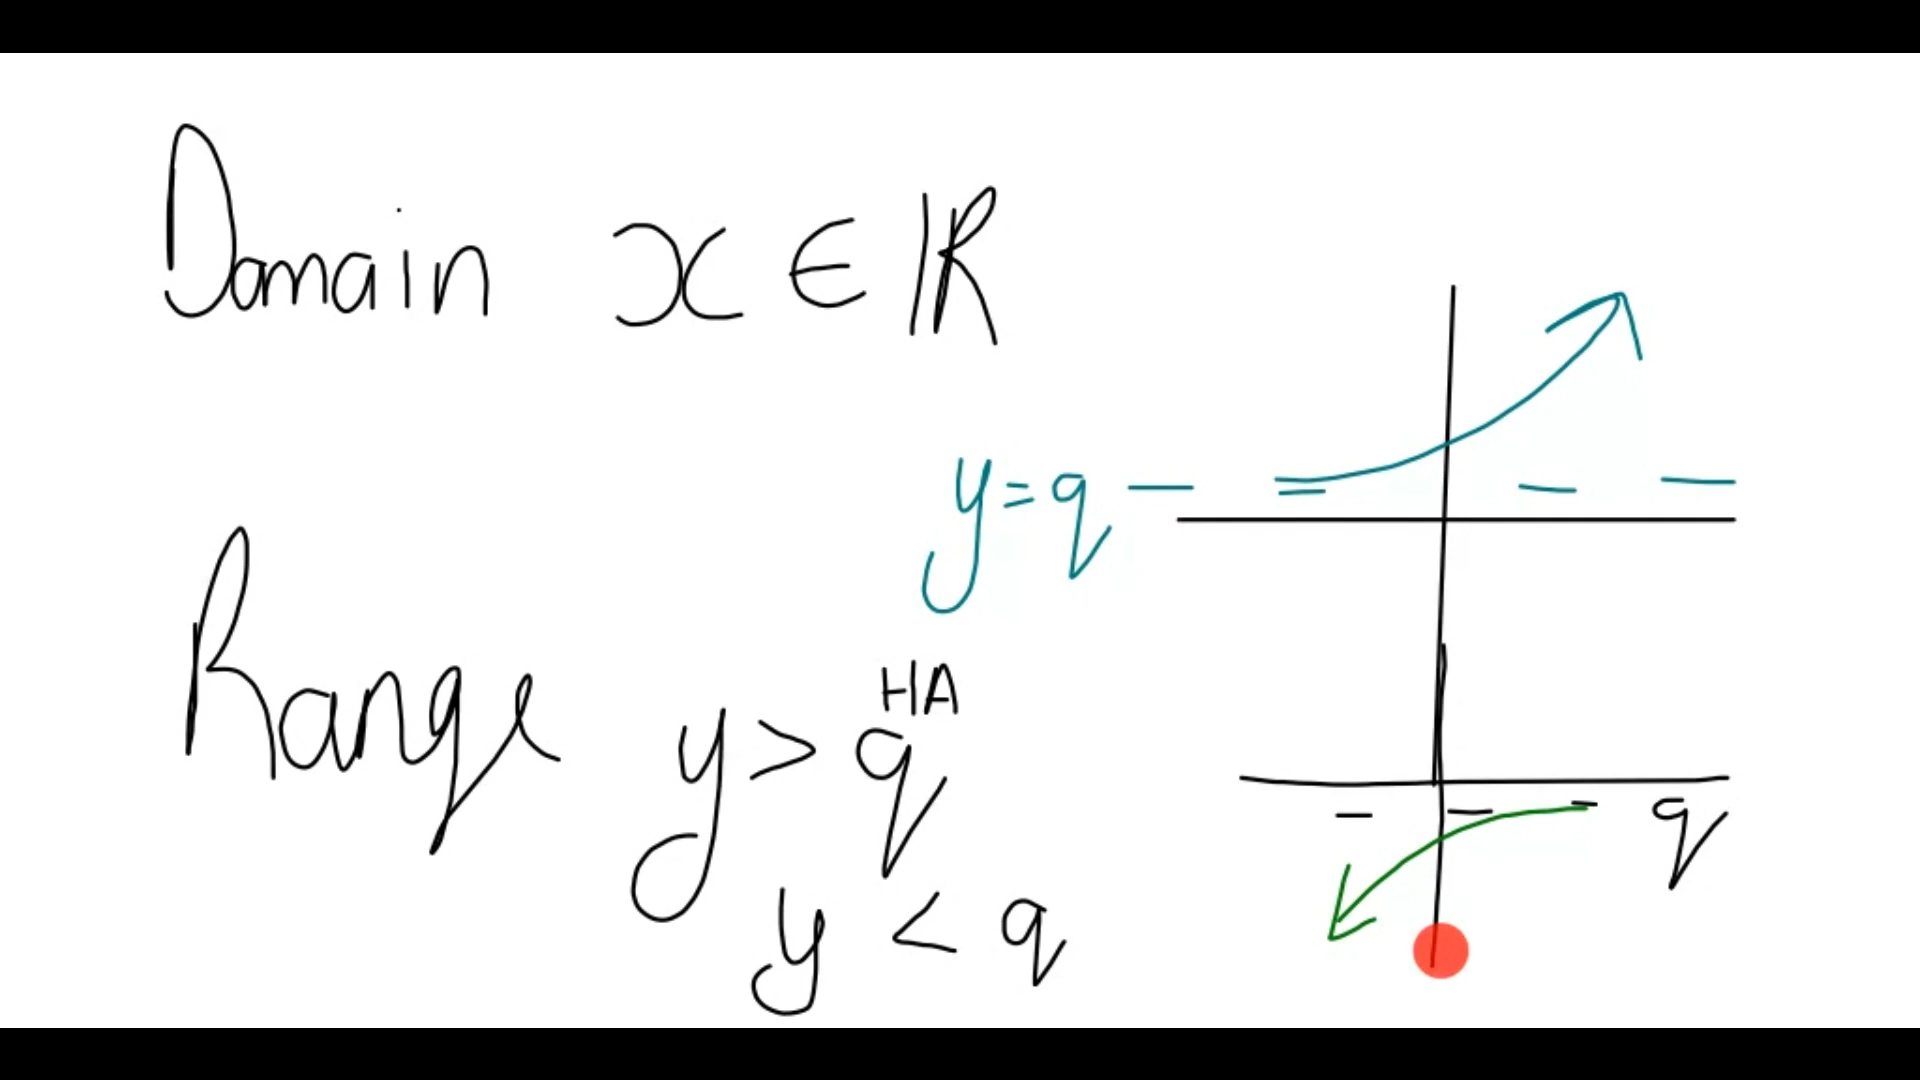 Domain x ∈ ℝ
y = q
Range y > q
HA
y < q
q